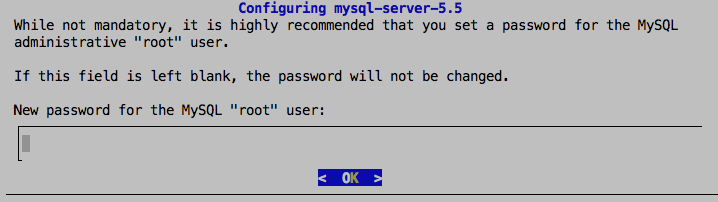 Configuring mysql-server-5.5
While not mandatory, it is highly recommended that you set a password for the MySQL
administrative "root" user.
If this field is left blank, the password will not be changed.
New password for the MySQL "root" user:
< OK >